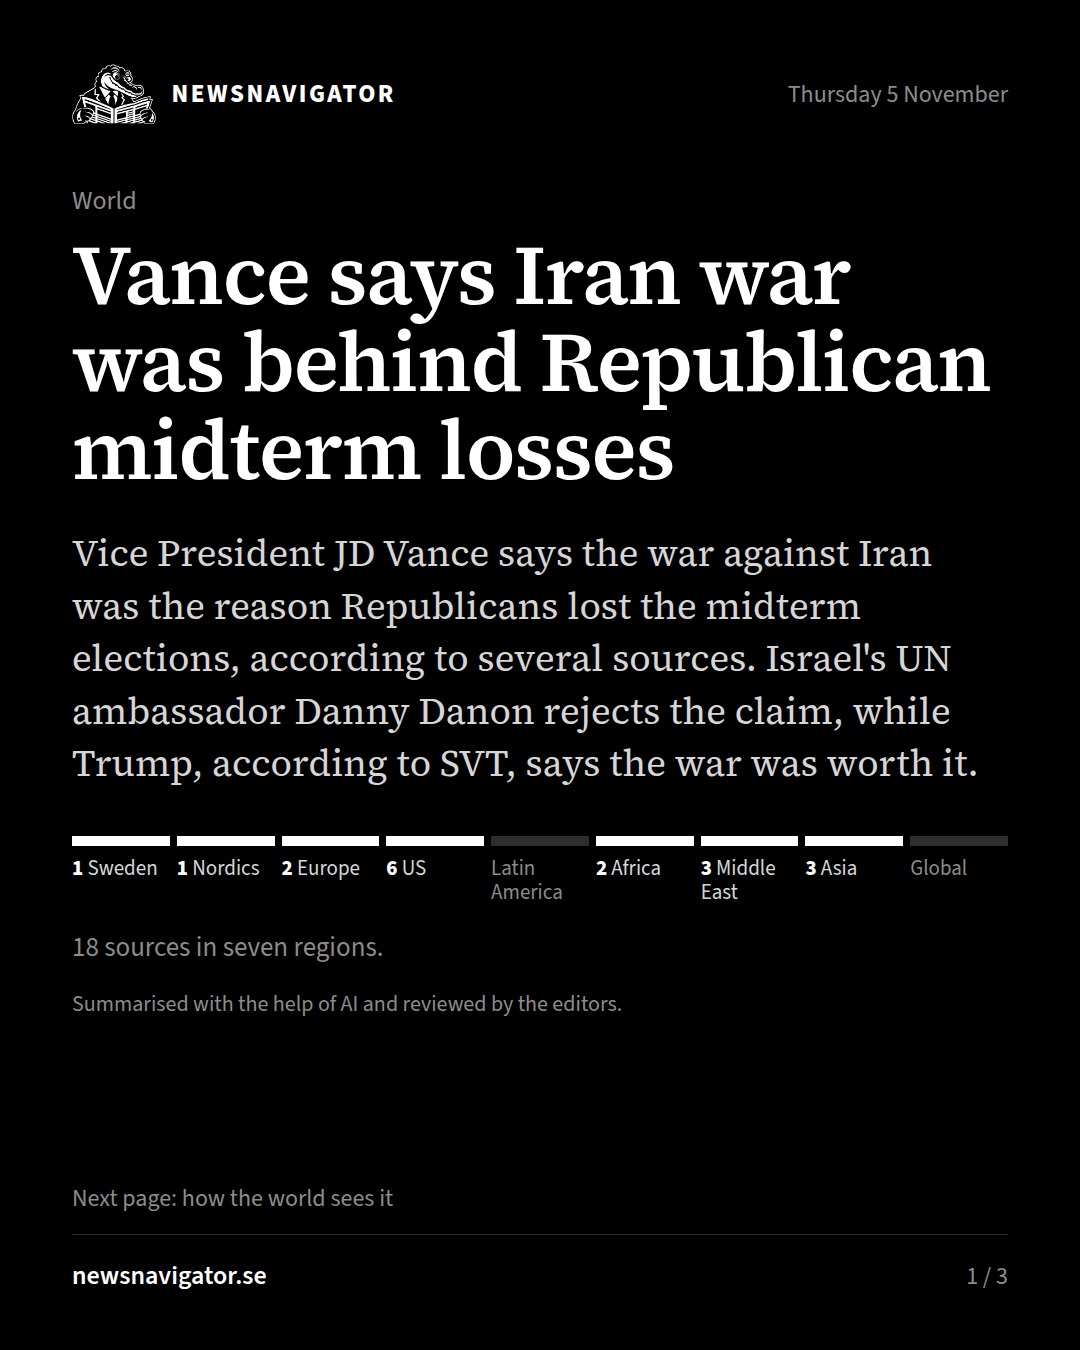 NEWSNAVIGATOR
Thursday 5 November
World
Vance says Iran war
was behind Republican
midterm losses
Vice President JD Vance says the war against Iran
was the reason Republicans lost the midterm
elections, according to several sources. Israel's UN
ambassador Danny Danon rejects the claim, while
Trump, according to SVT, says the war was worth it.
1 Sweden
1 Nordics
2 Europe
6 US
Latin
America
2 Africa
3 Middle
East
3 Asia
Global
18 sources in seven regions.
Summarised with the help of AI and reviewed by the editors.
Next page: how the world sees it
newsnavigator.se
1 / 3